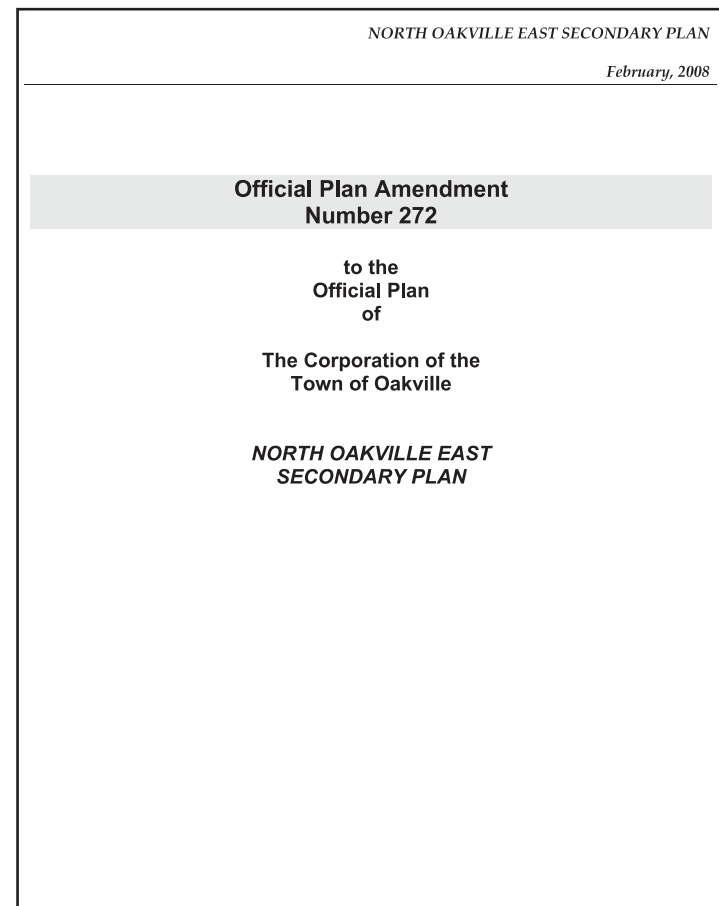 NORTH OAKVILLE EAST SECONDARY PLAN
February, 2008
Official Plan Amendment
Number 272
to the
Official Plan
of
The Corporation of the
Town of Oakville
NORTH OAKVILLE EAST
SECONDARY PLAN